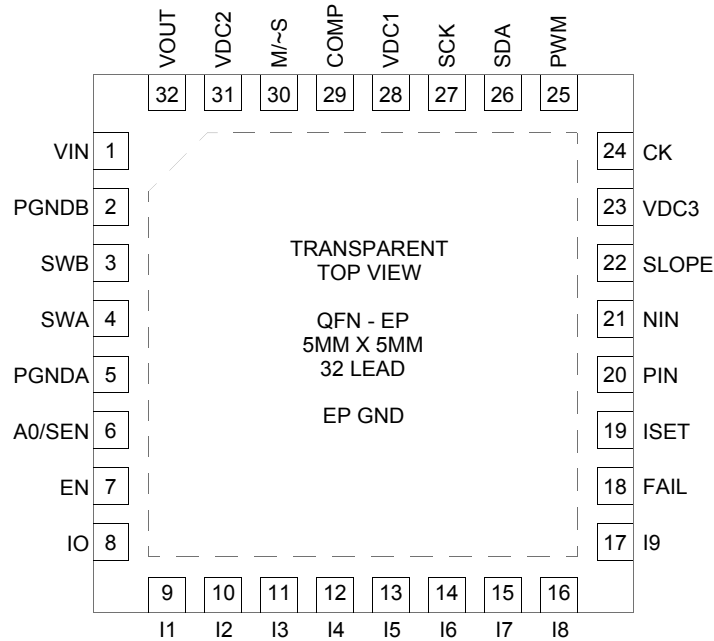 VOUT VDC2 M/~S COMP VDC1 SCK SDA PWM
32 31 30 29 28 27 26 25
VIN 1
PGNDB 2
SWB 3
SWA 4
PGNDA 5
A0/SEN 6
EN 7
IO 8
TRANSPARENT
TOP VIEW
QFN - EP
5MM X 5MM
32 LEAD
EP GND
24 CK
23 VDC3
22 SLOPE
21 NIN
20 PIN
19 ISET
18 FAIL
17 I9
9 10 11 12 13 14 15 16
I1 I2 I3 I4 I5 I6 I7 I8